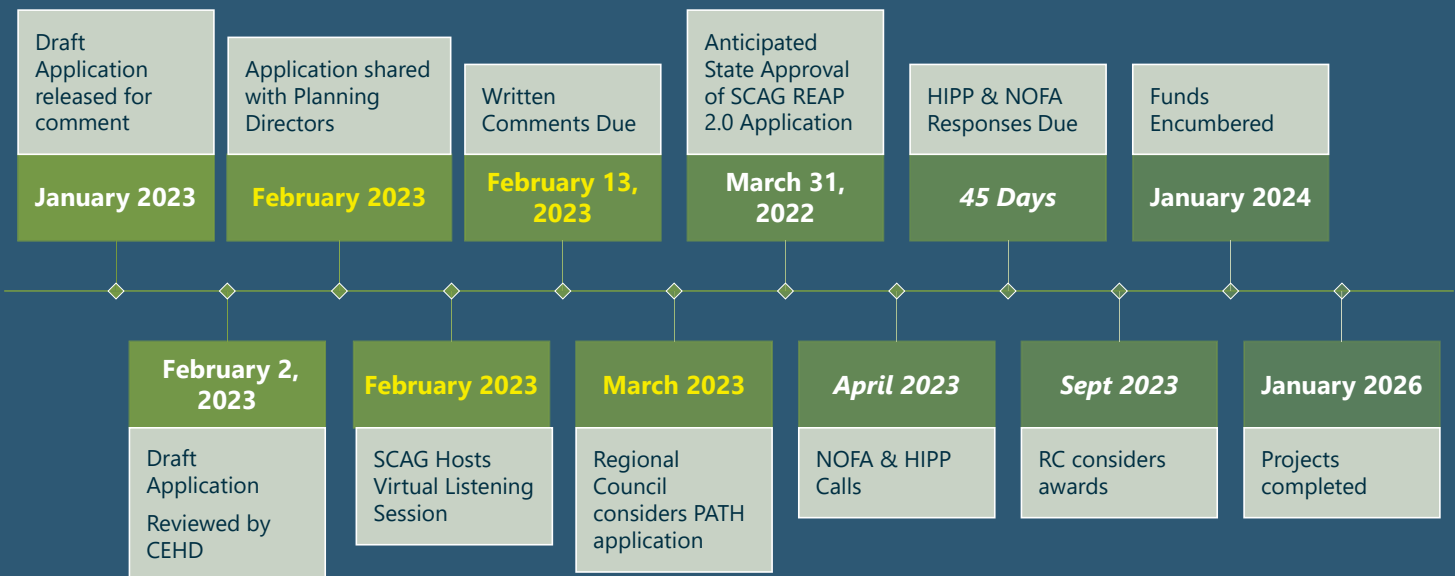 Draft
Application
released for
comment
January 2023
Application shared
with Planning
Directors
February 2023
Written
Comments Due
February 13,
2023
Anticipated
State Approval
of SCAG REAP
2.0 Application
March 31,
2022
HIPP & NOFA
Responses Due
45 Days
Funds
Encumbered
January 2024
February 2,
2023
Draft
Application
Reviewed by
CEHD
February 2023
SCAG Hosts
Virtual Listening
Session
March 2023
Regional
Council
considers PATH
application
April 2023
NOFA & HIPP
Calls
Sept 2023
RC considers
awards
January 2026
Projects
completed